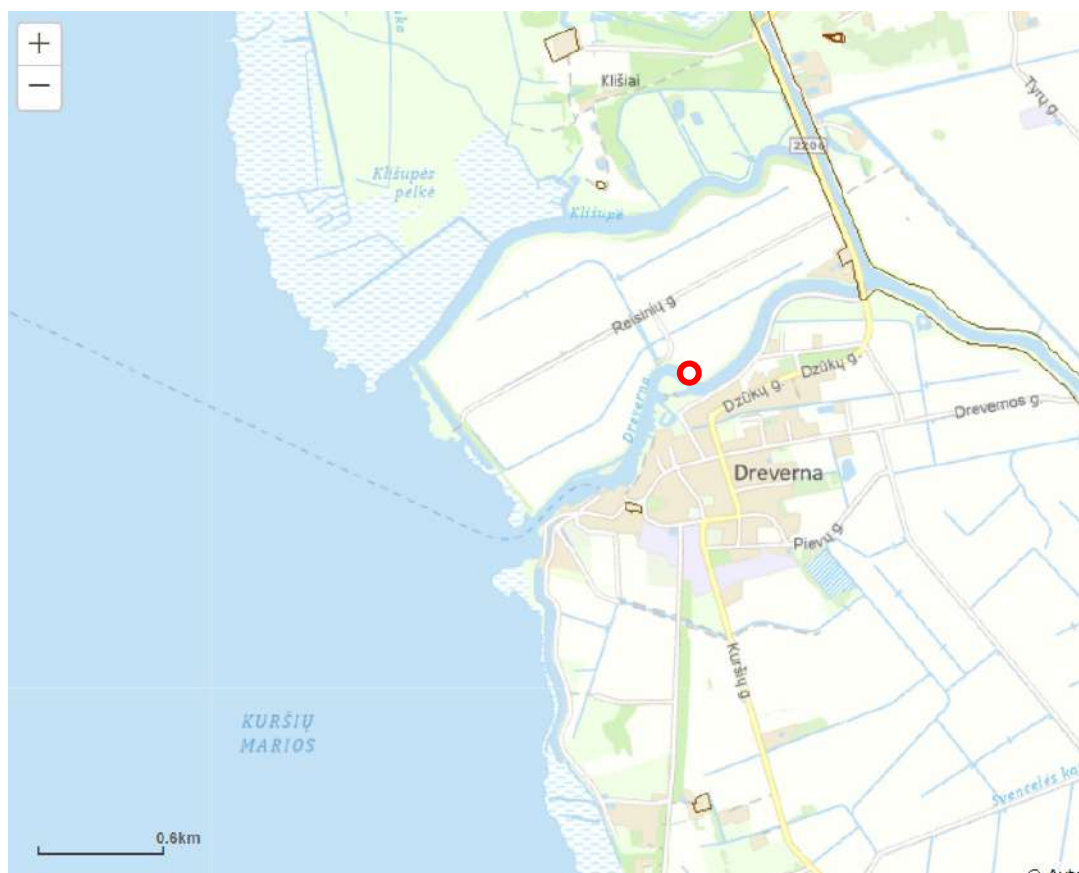 +
Klišiai
Tyrų g.
2206
Klišupės
pelkė
Klišupė
Reisinių g.
Dreverna
Dzūkų g.
Dzūkų g.
Drevernos g.
Dreverna
Pievų g.
Kuršių g.
KURŠIŲ
MARIOS
0.6km